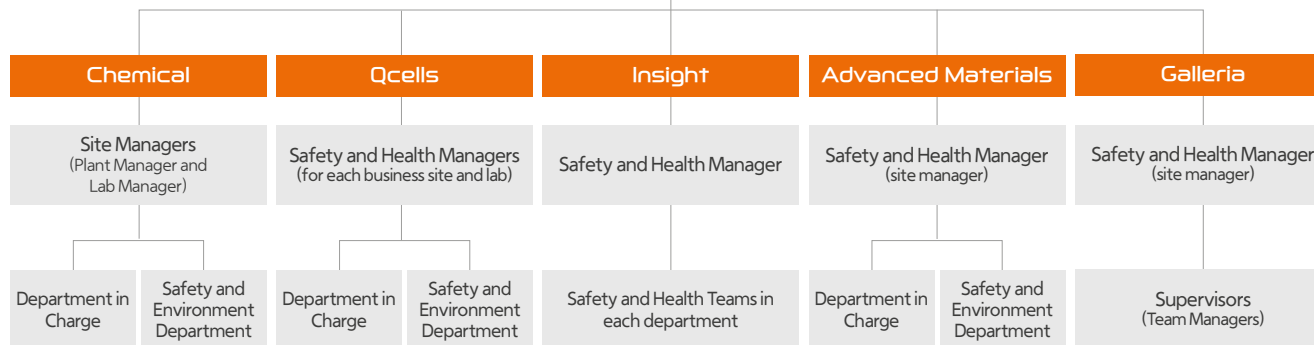 Chemical
Qcells
Insight
Advanced Materials
Galleria
Site Managers
(Plant Manager and
Lab Manager)
Safety and Health Managers
(for each business site and lab)
Safety and Health Manager
Safety and Health Manager
(site manager)
Safety and Health Manager
(site manager)
Department in
Charge
Safety and
Environment
Department
Department in
Charge
Safety and
Environment
Department
Safety and Health Teams in
each department
Department in
Charge
Safety and
Environment
Department
Supervisors
(Team Managers)